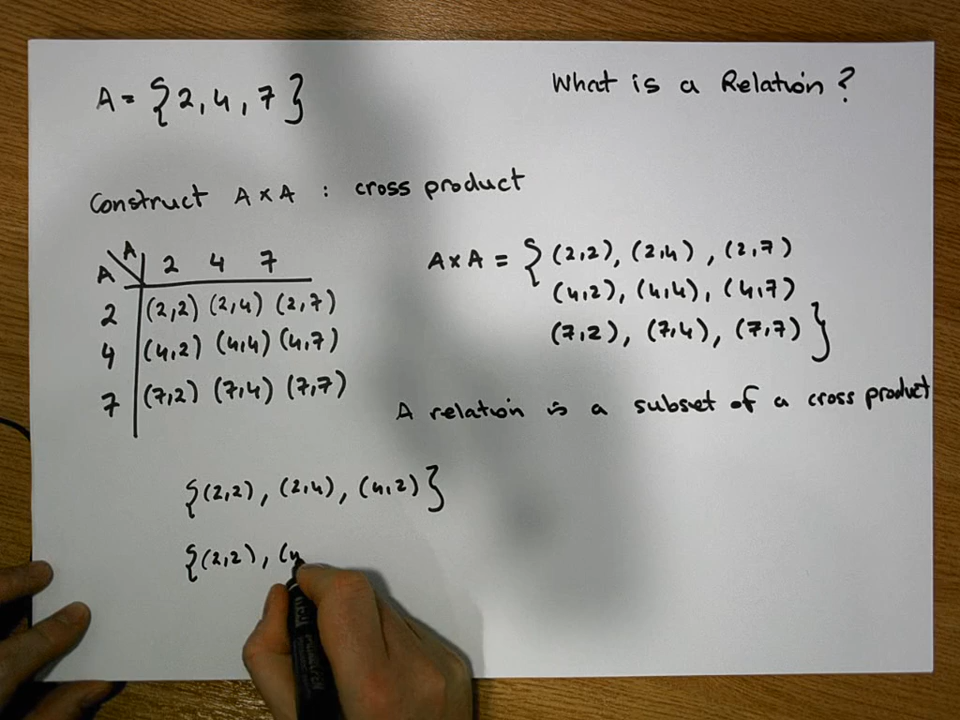 A = {2, 4, 7}
What is a Relation?
Construct A × A : cross product
A
A 2 4 7
2 (2,2) (2,4) (2,7)
4 (4,2) (4,4) (4,7)
7 (7,2) (7,4) (7,7)
A × A = {(2,2), (2,4), (2,7)
(4,2), (4,4), (4,7)
(7,2), (7,4), (7,7)}
A relation is a subset of a cross product
{(2,2), (2,4), (4,2)}
{(2,2), (4